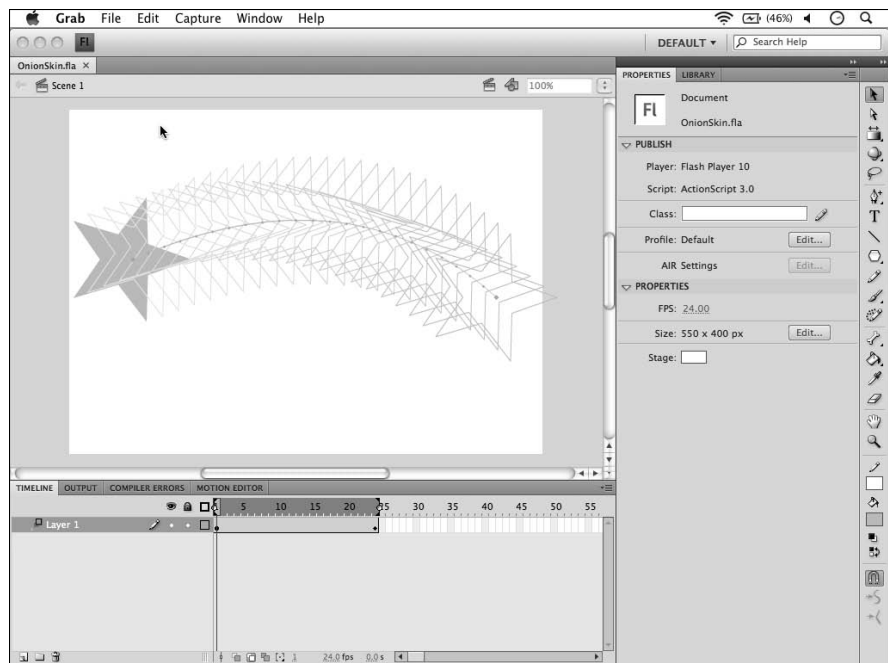 Grab File Edit Capture Window Help (46%)
FL DEFAULT Search Help
OnionSkin.fla
Scene 1 100%
PROPERTIES LIBRARY
FL
Document
OnionSkin.fla
PUBLISH
Player: Flash Player 10
Script: ActionScript 3.0
Class:
Profile: Default Edit...
AIR Settings Edit...
PROPERTIES
FPS: 24.00
Size: 550 x 400 px Edit...
Stage:
T
TIMELINE OUTPUT COMPILER ERRORS MOTION EDITOR
5 10 15 20 25 30 35 40 45 50 55
Layer 1
1 24.0 fps 0.0 s